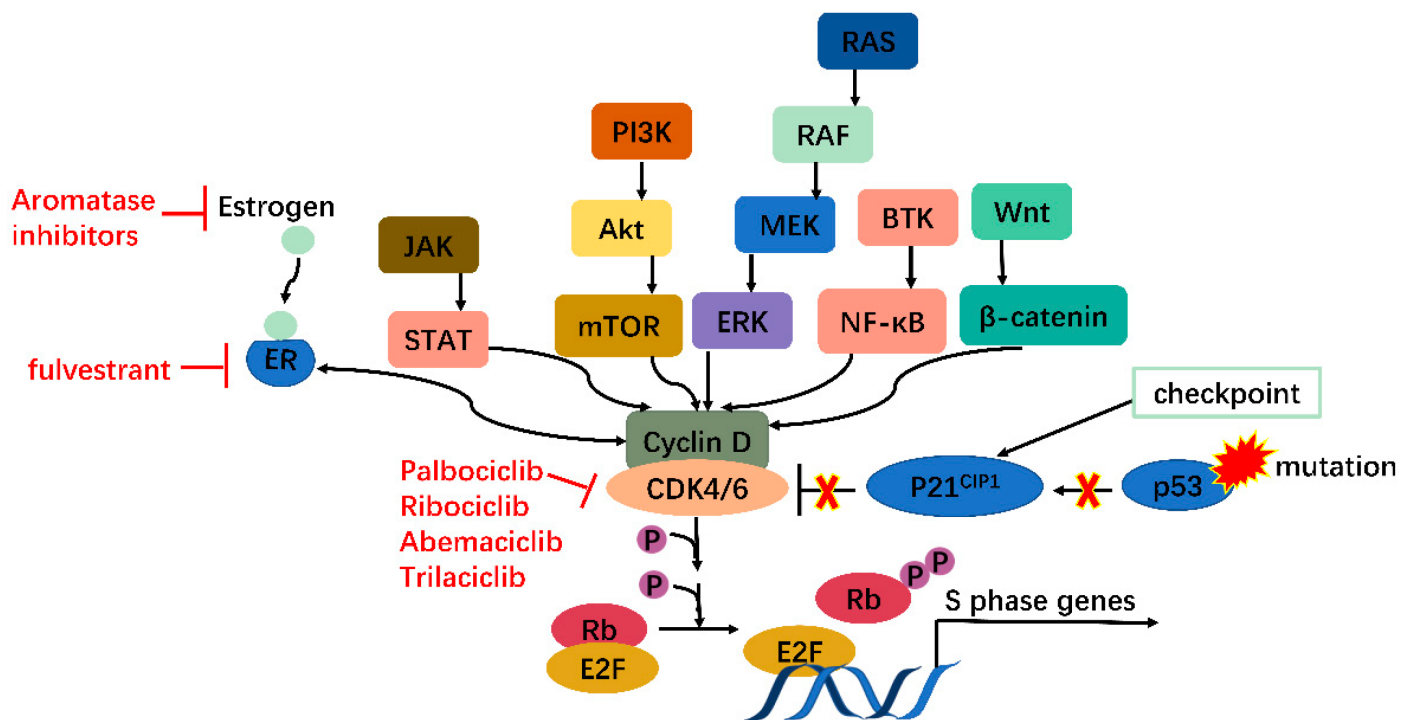 RAS
PI3K
RAF
Aromatase
inhibitors
Estrogen
JAK
Akt
MEK
BTK
Wnt
STAT
mTOR
ERK
NF-κB
β-catenin
fulvestrant
ER
checkpoint
Cyclin D
Palbociclib
Ribociclib
Abemaciclib
Trilaciclib
CDK4/6
P21CIP1
p53
mutation
P
P
Rb
E2F
Rb
P
P
E2F
S phase genes